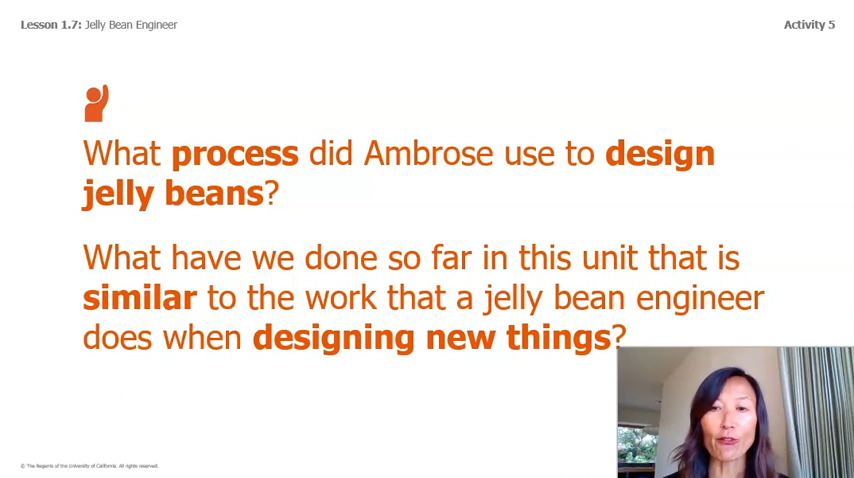 Lesson 1.7: Jelly Bean Engineer
Activity 5
What process did Ambrose use to design
jelly beans?
What have we done so far in this unit that is
similar to the work that a jelly bean engineer
does when designing new things?
© The Regents of the University of California. All rights reserved.